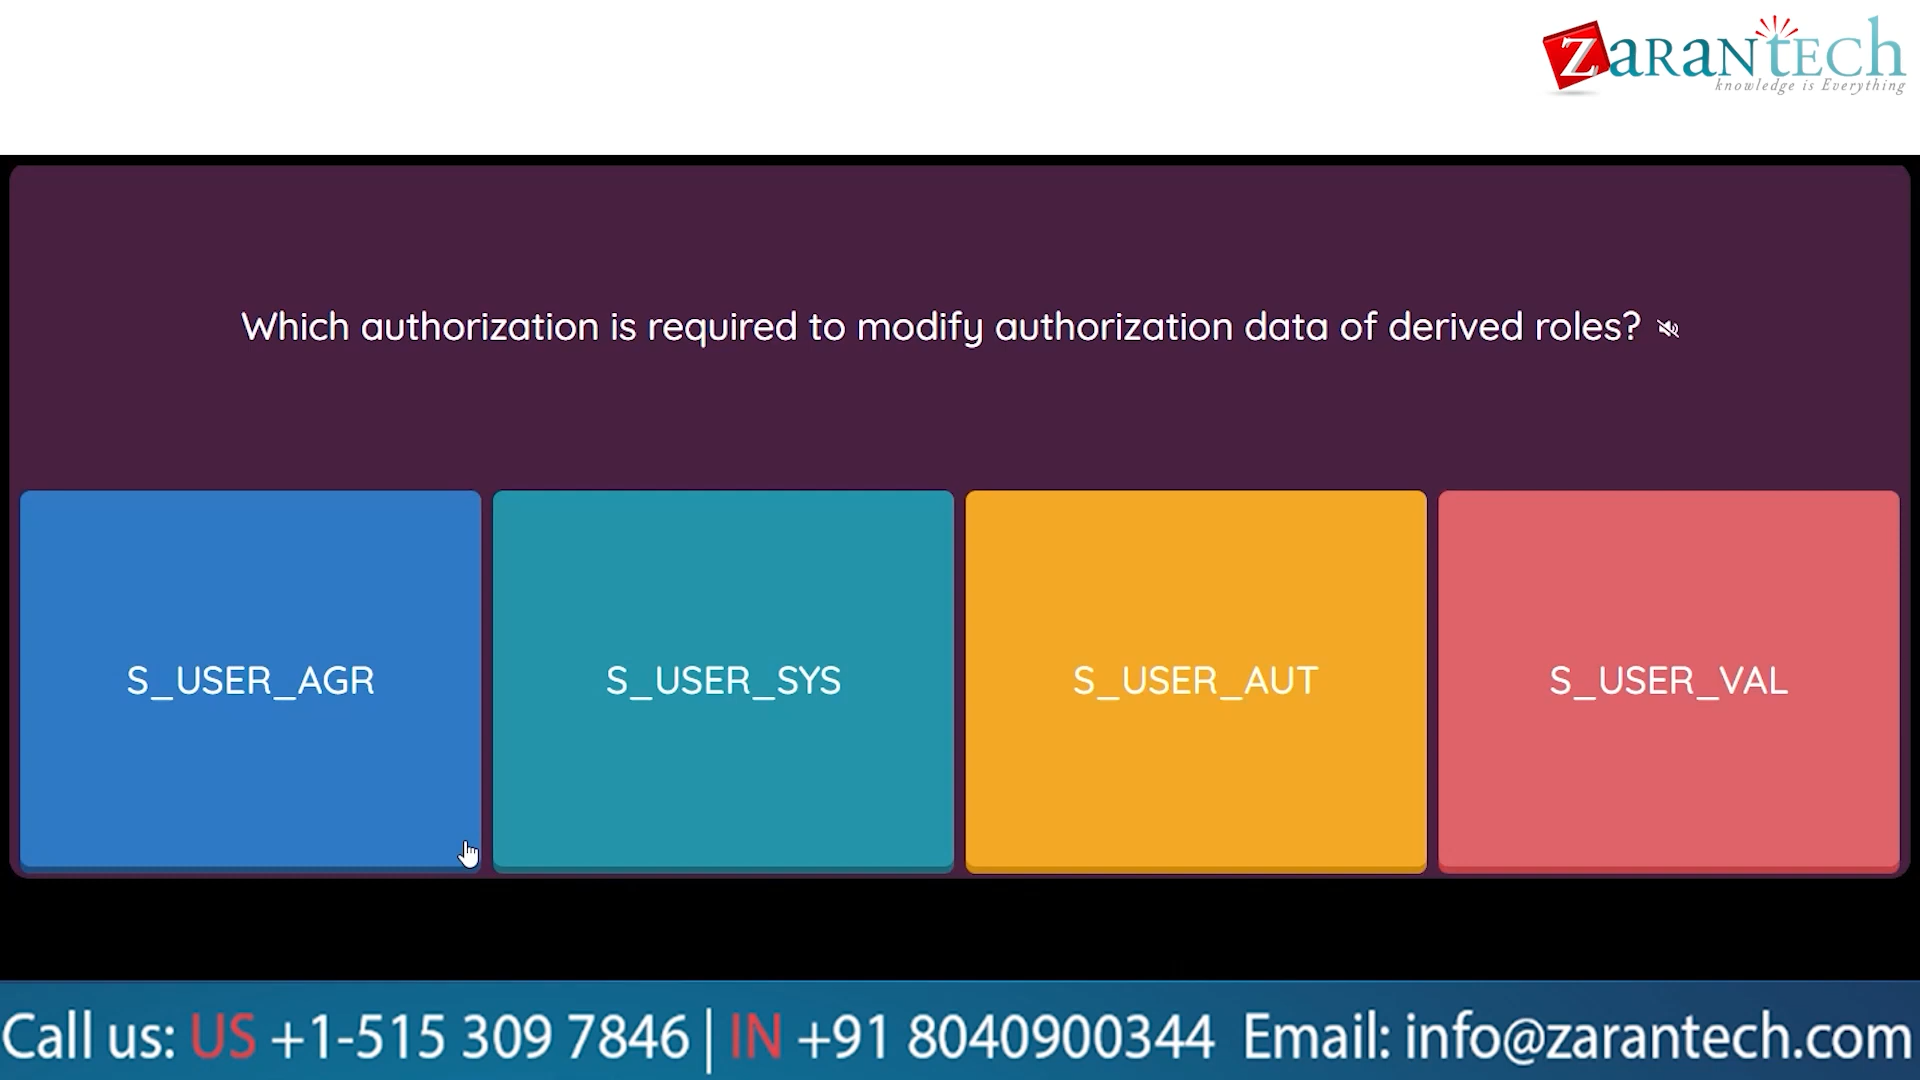 ZaranTech
knowledge is Everything
Which authorization is required to modify authorization data of derived roles?
S_USER_AGR
S_USER_SYS
S_USER_AUT
S_USER_VAL
Call us: US +1-515 309 7846 | IN +91 8040900344 Email: info@zarantech.com